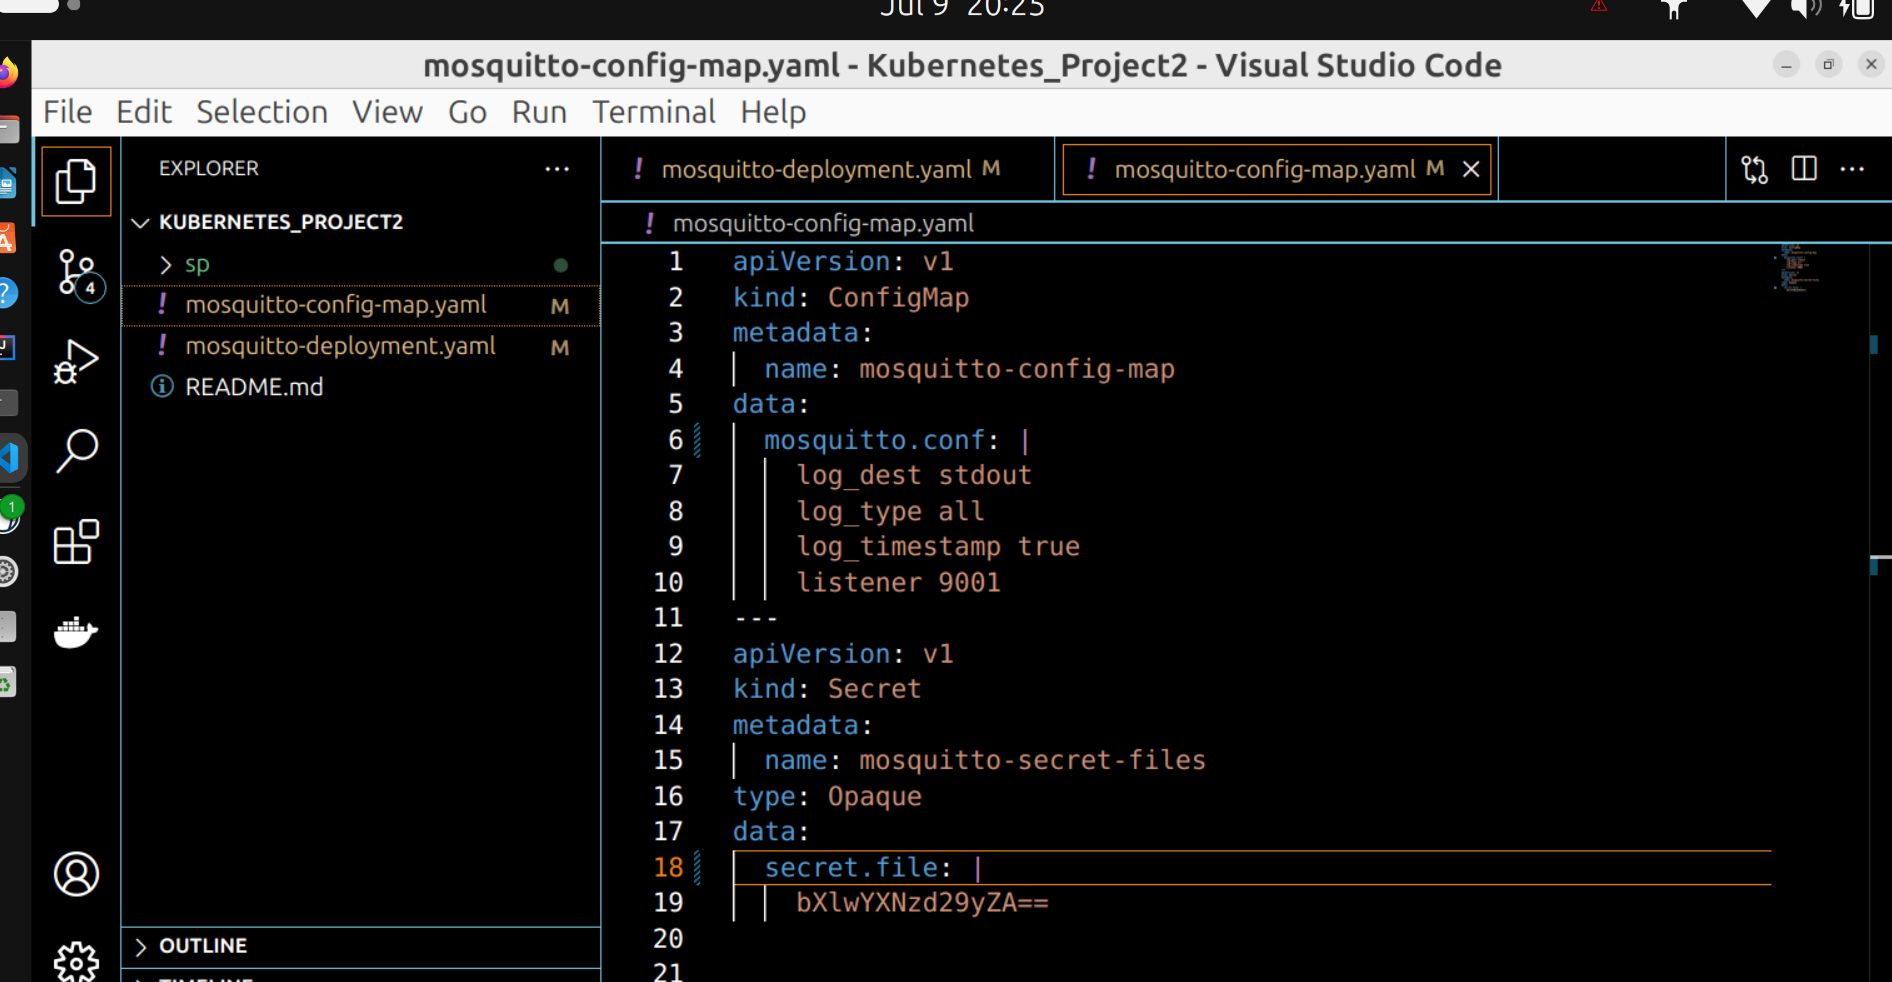 Jul 9 20:25
mosquitto-config-map.yaml - Kubernetes_Project2 - Visual Studio Code
File Edit Selection View Go Run Terminal Help
EXPLORER
KUBERNETES_PROJECT2
sp
mosquitto-config-map.yaml M
mosquitto-deployment.yaml M
README.md
4
1
OUTLINE
TIMELINE
mosquitto-deployment.yaml M
mosquitto-config-map.yaml M
mosquitto-config-map.yaml
1 apiVersion: v1
2 kind: ConfigMap
3 metadata:
4 name: mosquitto-config-map
5 data:
6 mosquitto.conf: |
7 log_dest stdout
8 log_type all
9 log_timestamp true
10 listener 9001
11 ---
12 apiVersion: v1
13 kind: Secret
14 metadata:
15 name: mosquitto-secret-files
16 type: Opaque
17 data:
18 secret.file: |
19 bXlwYXNzd29yZA==
20
21